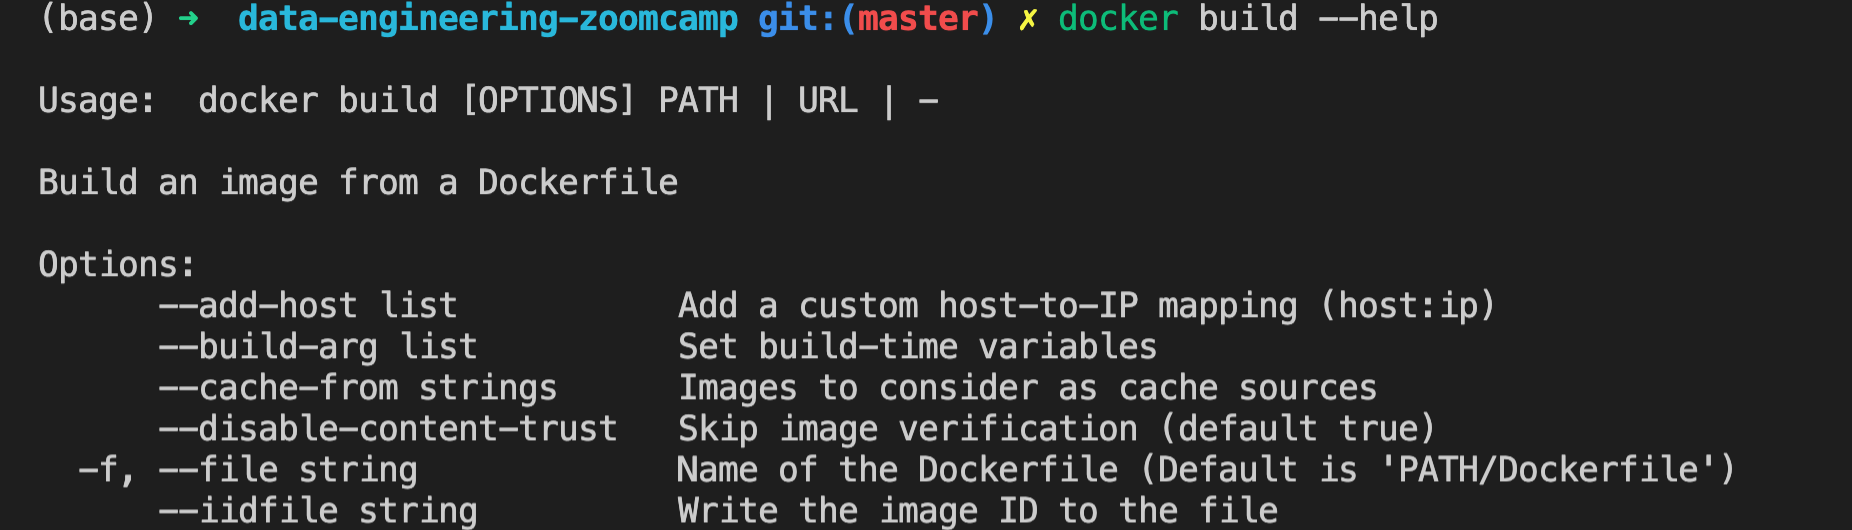 (base) ➜  data-engineering-zoomcamp git:(master) ✗ docker build --help
Usage:  docker build [OPTIONS] PATH | URL | -
Build an image from a Dockerfile
Options:
      --add-host list           Add a custom host-to-IP mapping (host:ip)
      --build-arg list          Set build-time variables
      --cache-from strings      Images to consider as cache sources
      --disable-content-trust   Skip image verification (default true)
  -f, --file string             Name of the Dockerfile (Default is 'PATH/Dockerfile')
      --iidfile string          Write the image ID to the file